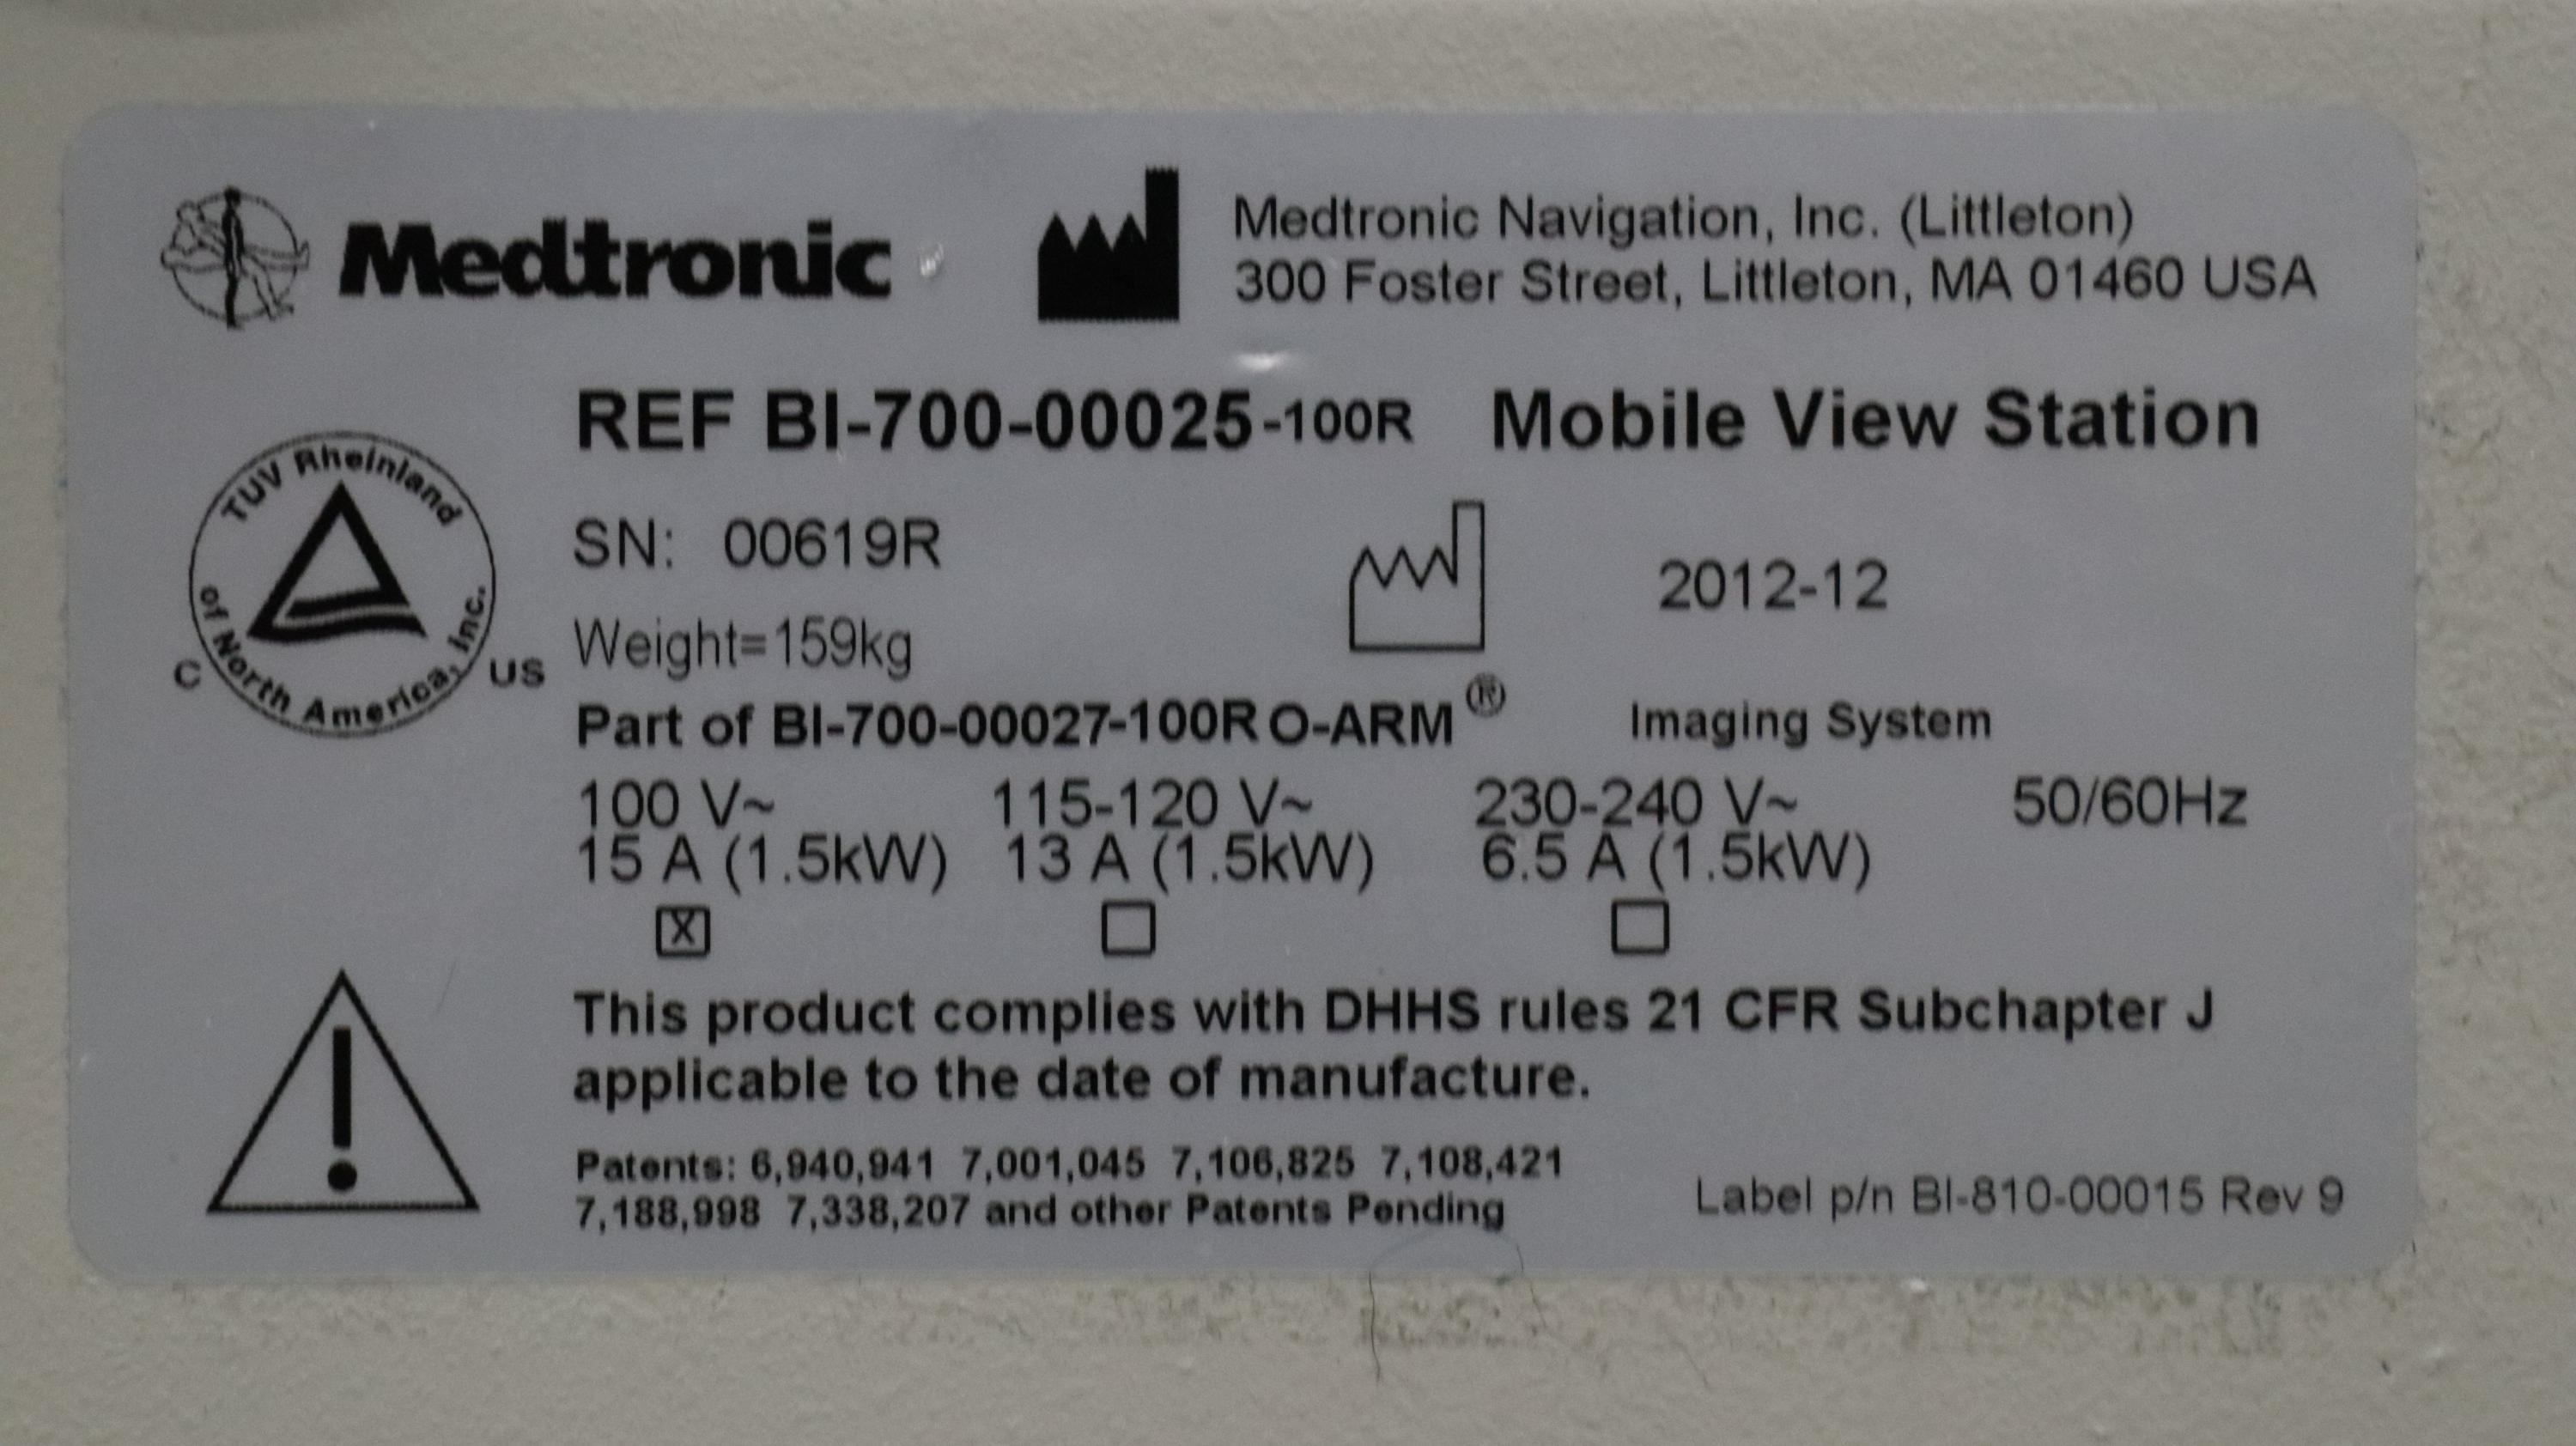 Medtronic
Medtronic Navigation, Inc. (Littleton)
300 Foster Street, Littleton, MA 01460 USA
REF BI-700-00025-100R Mobile View Station
TUV Rheinland
of North America, Inc.
C US
SN: 00619R
2012-12
Weight=159kg
Part of BI-700-00027-100R O-ARM® Imaging System
100 V~ 115-120 V~ 230-240 V~ 50/60Hz
15 A (1.5kW) 13 A (1.5kW) 6.5 A (1.5kW)
X
This product complies with DHHS rules 21 CFR Subchapter J
applicable to the date of manufacture.
Patents: 6,940,941 7,001,045 7,106,825 7,108,421
7,188,998 7,338,207 and other Patents Pending
Label p/n BI-810-00015 Rev 9